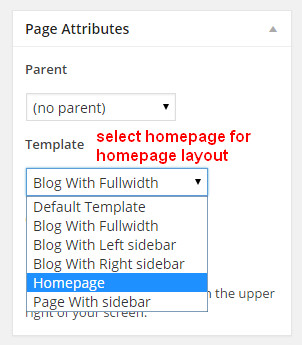 Page Attributes
Parent
(no parent)
Template
select homepage for
homepage layout
Blog With Fullwidth
Default Template
Blog With Fullwidth
Blog With Left sidebar
Blog With Right sidebar
Homepage
n the upper
Page With sidebar
right of your screen.